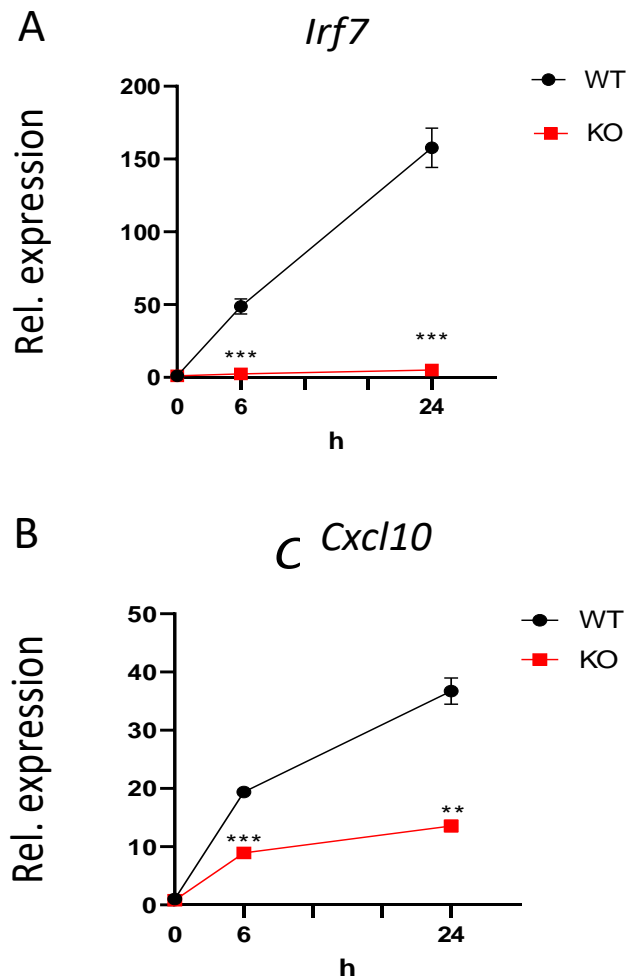 A
Irf7
WT
KO
Rel. expression
200
150
100
50
0
***
***
0 6 24
h
B
C Cxcl10
WT
KO
Rel. expression
50
40
30
20
10
0
***
**
0 6 24
h